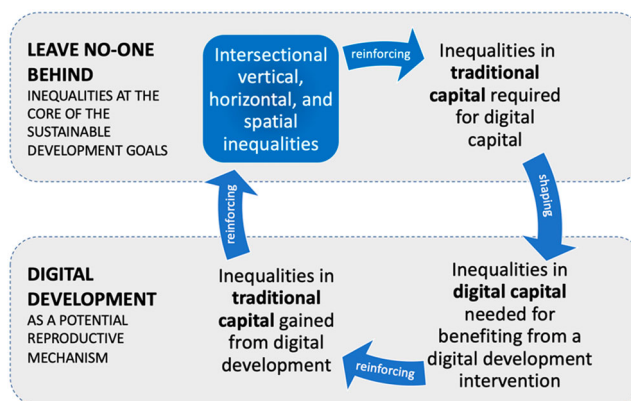 LEAVE NO-ONE
BEHIND
INEQUALITIES AT THE
CORE OF THE
SUSTAINABLE
DEVELOPMENT GOALS
Intersectional
vertical,
horizontal, and
spatial
inequalities
reinforcing
Inequalities in
traditional
capital required
for digital
capital
shaping
DIGITAL
DEVELOPMENT
AS A POTENTIAL
REPRODUCTIVE
MECHANISM
Inequalities in
digital capital
needed for
benefiting from a
digital development
intervention
reinforcing
Inequalities in
traditional
capital gained
from digital
development
reinforcing